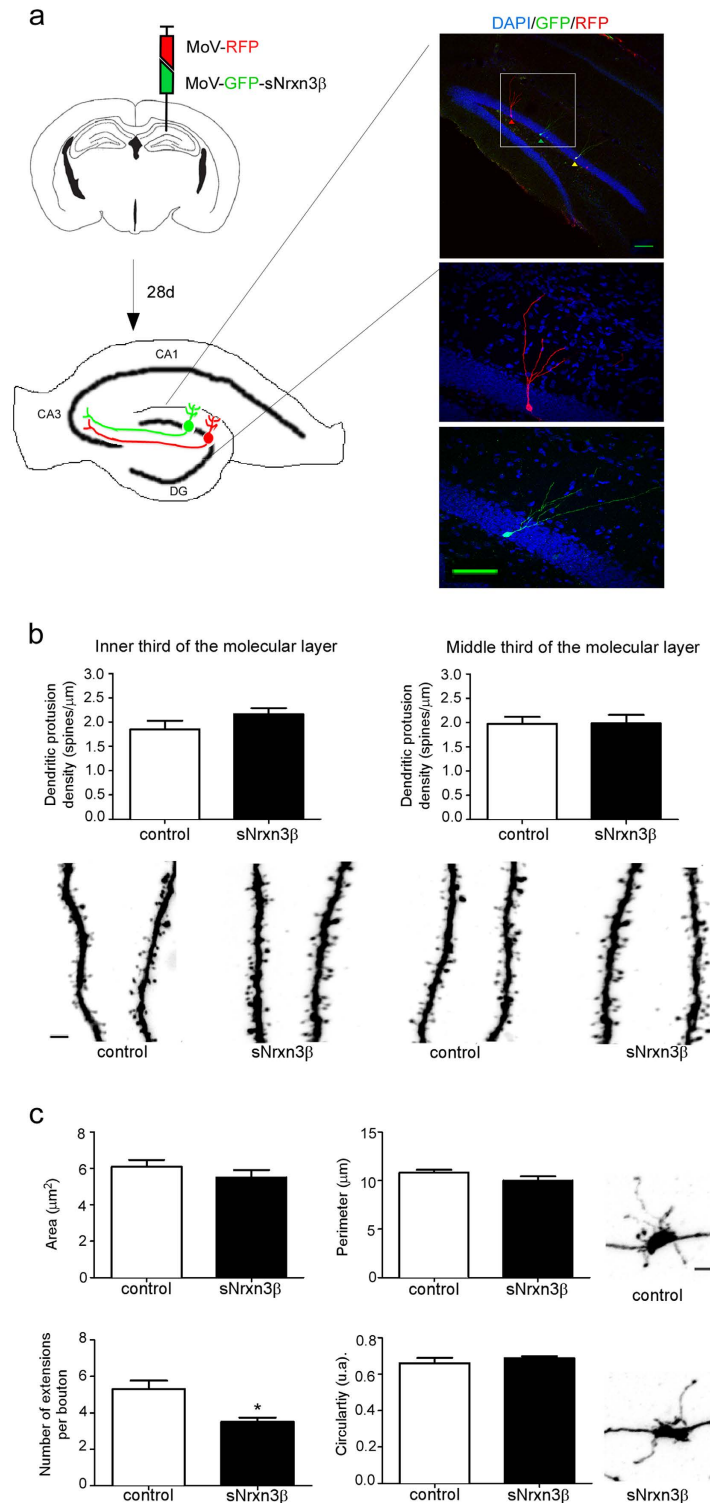 a
MoV-RFP
MoV-GFP-sNrxn3β
DAPI/GFP/RFP
28d
CA1
CA3
DG
b
Inner third of the molecular layer
Middle third of the molecular layer
Dendritic protusion
density (spines/μm)
3.0
2.5
2.0
1.5
1.0
0.5
0.0
control
sNrxn3β
Dendritic protusion
density (spines/μm)
3.0
2.5
2.0
1.5
1.0
0.5
0.0
control
sNrxn3β
control
sNrxn3β
control
sNrxn3β
c
Area (μm²)
8
6
4
2
0
control
sNrxn3β
Perimeter (μm)
15
10
5
0
control
sNrxn3β
control
Number of extensions
per bouton
8
6
4
2
0
*
control
sNrxn3β
Circulartiy (u.a).
0.8
0.6
0.4
0.2
0.0
control
sNrxn3β
sNrxn3β